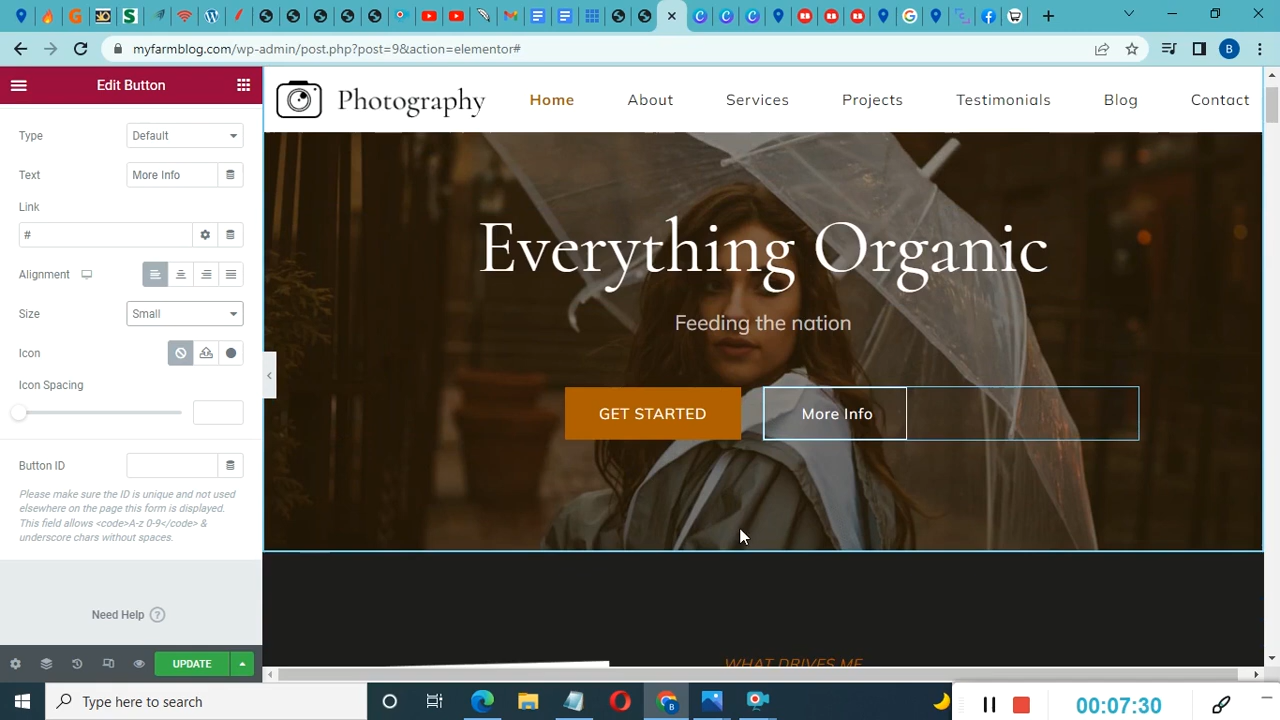 myfarmblog.com/wp-admin/post.php?post=9&action=elementor#
B
Edit Button
Type
Default
Text
More Info
Link
#
Alignment
Size
Small
Icon
Icon Spacing
Button ID
Please make sure the ID is unique and not used
elsewhere on the page this form is displayed.
This field allows <code>A-z 0-9</code> &
underscore chars without spaces.
Need Help ?
UPDATE
Photography
Home
About
Services
Projects
Testimonials
Blog
Contact
Everything Organic
Feeding the nation
GET STARTED
More Info
WHAT DRIVES ME
Type here to search
00:07:30